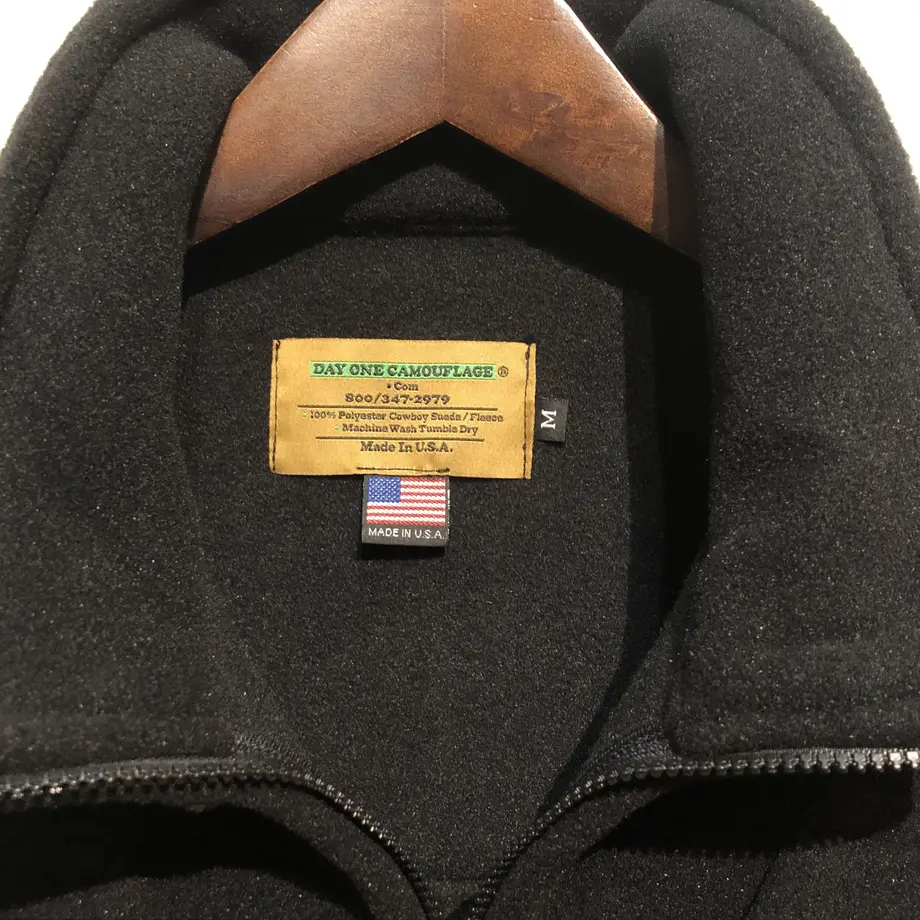 DAY ONE CAMOUFLAGE ®
• Com
800/347-2979
100% Polyester Cowboy Suede / Fleece
Machine Wash Tumble Dry
Made In U.S.A.
M
MADE IN U.S.A.